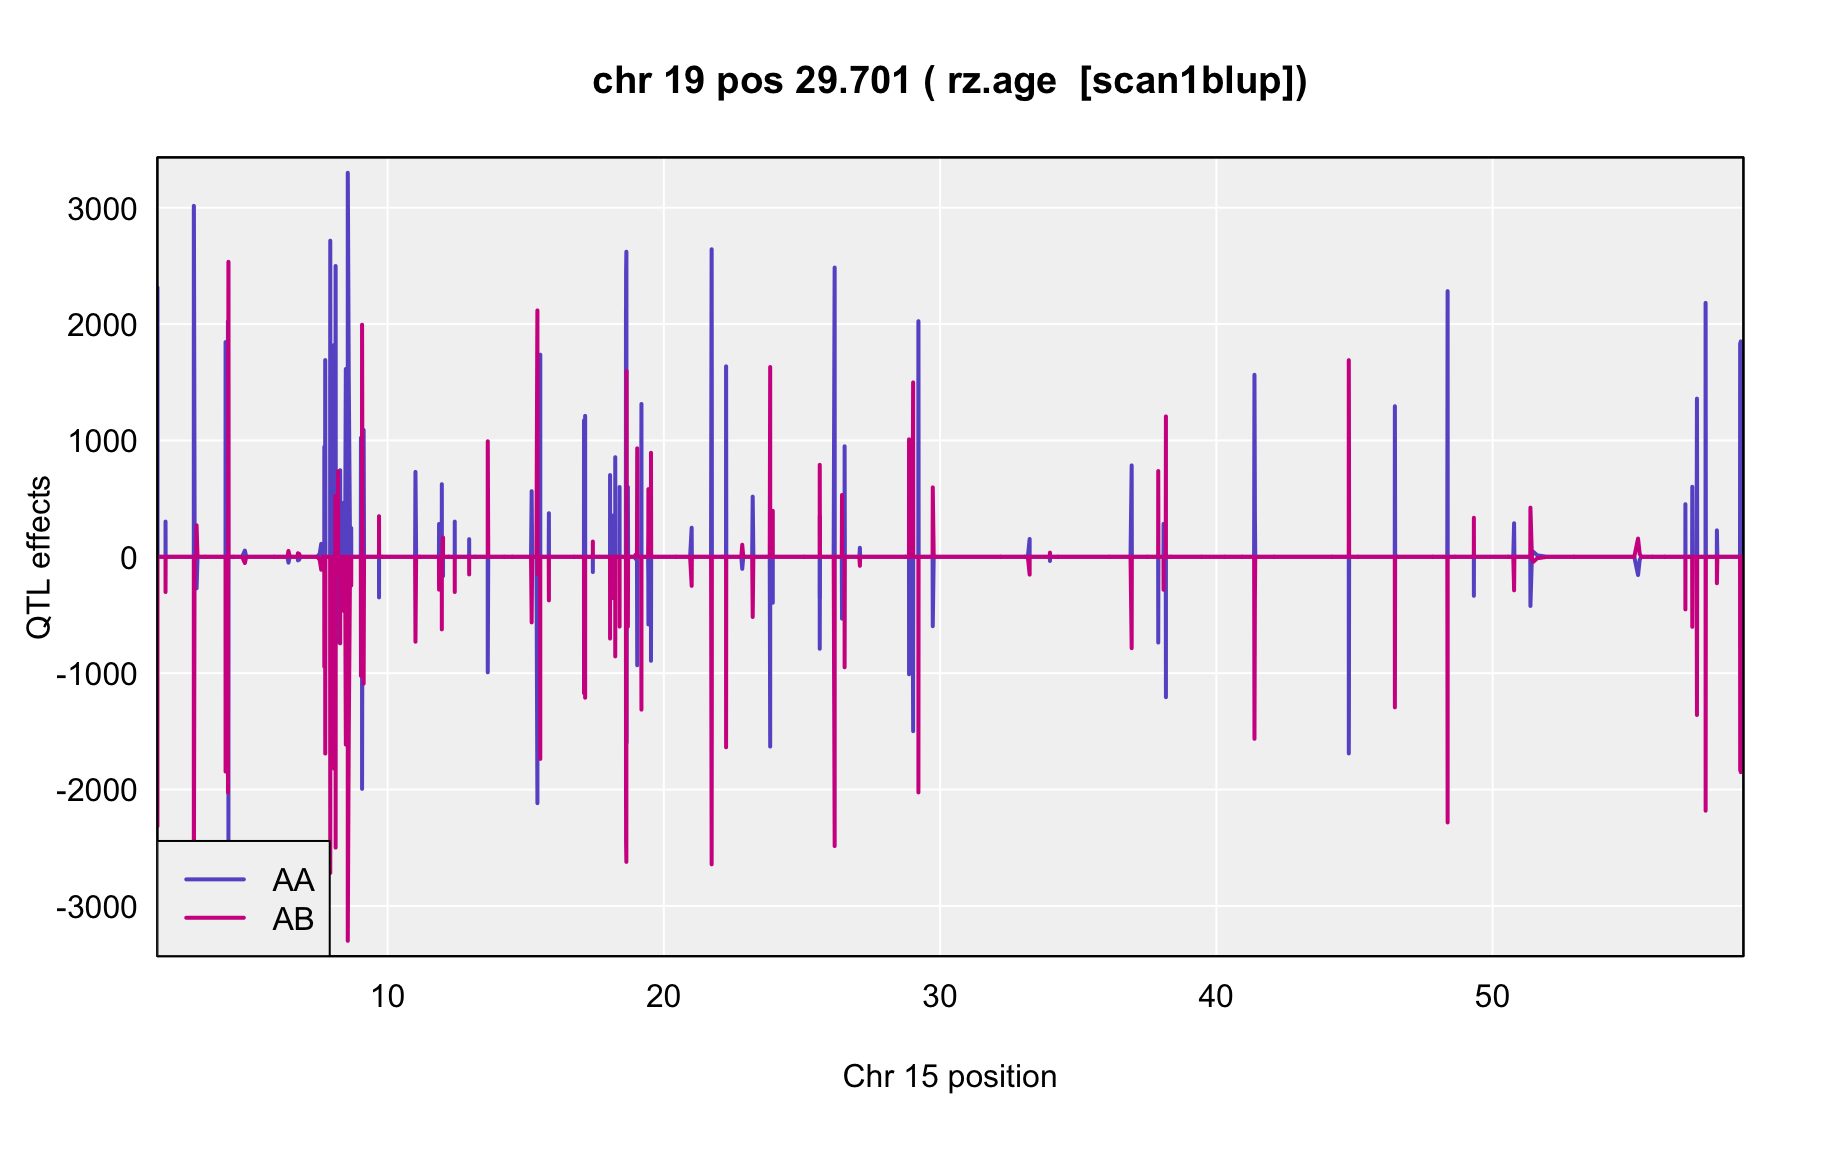 chr 19 pos 29.701 ( rz.age  [scan1blup])
QTL effects
3000
2000
1000
0
-1000
-2000
-3000
AA
AB
10 20 30 40 50
Chr 15 position